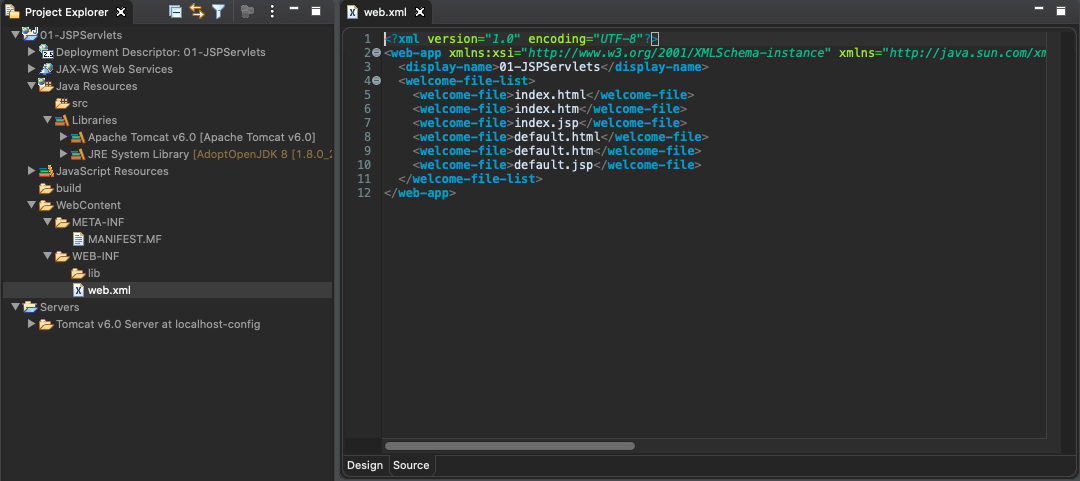 Project Explorer
01-JSPServlets
Deployment Descriptor: 01-JSPServlets
JAX-WS Web Services
Java Resources
src
Libraries
Apache Tomcat v6.0 [Apache Tomcat v6.0]
JRE System Library [AdoptOpenJDK 8 [1.8.0_2
JavaScript Resources
build
WebContent
META-INF
MANIFEST.MF
WEB-INF
lib
web.xml
Servers
Tomcat v6.0 Server at localhost-config
web.xml
1 <?xml version="1.0" encoding="UTF-8"?>
2 <web-app xmlns:xsi="http://www.w3.org/2001/XMLSchema-instance" xmlns="http://java.sun.com/xm
3 <display-name>01-JSPServlets</display-name>
4 <welcome-file-list>
5 <welcome-file>index.html</welcome-file>
6 <welcome-file>index.htm</welcome-file>
7 <welcome-file>index.jsp</welcome-file>
8 <welcome-file>default.html</welcome-file>
9 <welcome-file>default.htm</welcome-file>
10 <welcome-file>default.jsp</welcome-file>
11 </welcome-file-list>
12 </web-app>
Design Source